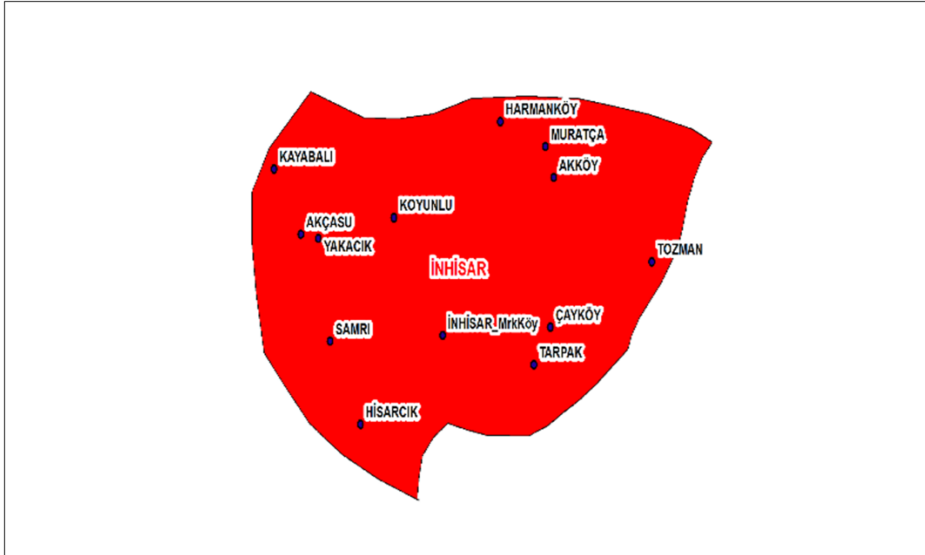 HARMANKÖY
MURATÇA
KAYABALI
AKKÖY
KOYUNLU
AKÇASU
YAKACIK
TOZMAN
İNHİSAR
ÇAYKÖY
İNHİSAR_MrkKöy
SAMRI
TARPAK
HİSARCIK